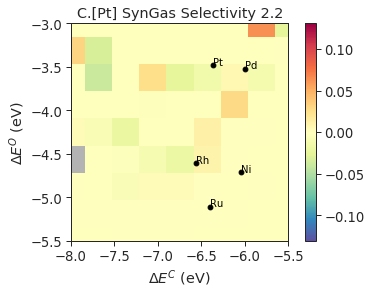 C.[Pt] SynGas Selectivity 2.2
−3.0
−3.5
−4.0
−4.5
−5.0
−5.5
ΔE^O (eV)
Pt
Pd
Rh
Ni
Ru
−8.0 −7.5 −7.0 −6.5 −6.0 −5.5
ΔE^C (eV)
0.10
0.05
0.00
−0.05
−0.10